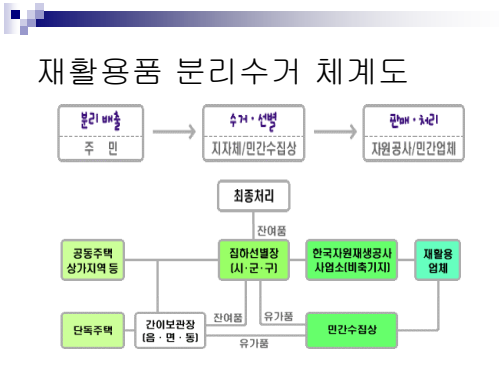 재활용품 분리수거 체계도
분리 배출
주 민
수거·선별
지자체/민간수집상
판매·처리
자원공사/민간업체
최종처리
잔여품
공동주택
상가지역 등
집하선별장
(시·군·구)
한국자원재생공사
사업소(비축기지)
재활용
업체
단독주택
간이보관장
(읍·면·동)
잔여품
유가품
유가품
민간수집상